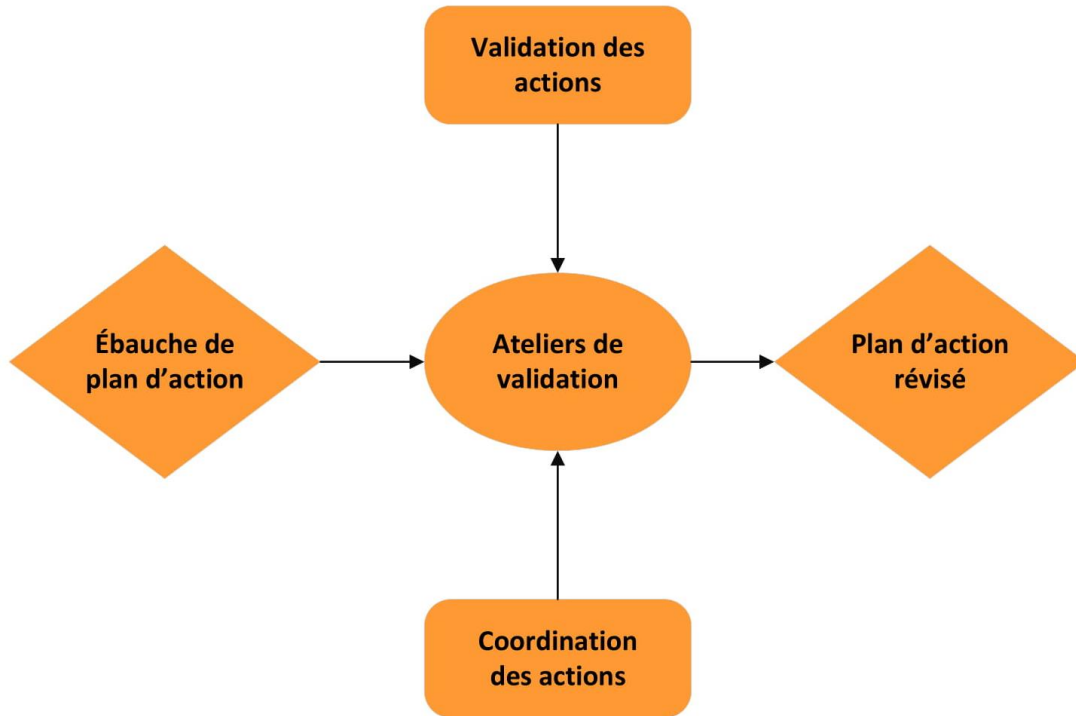 Validation des
actions
Ébauche de
plan d’action
Ateliers de
validation
Plan d’action
révisé
Coordination
des actions